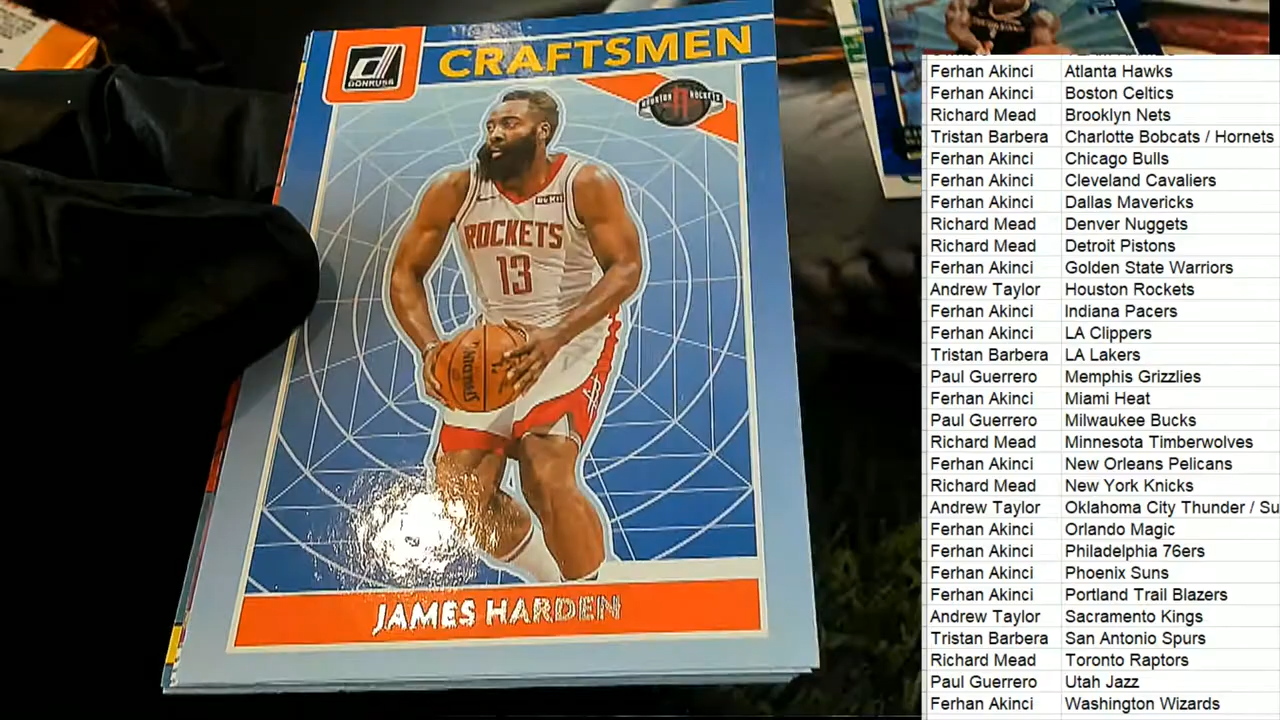 CRAFTSMEN
DONRUSS
HOUSTON ROCKETS
ROCKETS
13
SPALDING
JAMES HARDEN
Ferhan Akinci Atlanta Hawks
Ferhan Akinci Boston Celtics
Richard Mead Brooklyn Nets
Tristan Barbera Charlotte Bobcats / Hornets
Ferhan Akinci Chicago Bulls
Ferhan Akinci Cleveland Cavaliers
Ferhan Akinci Dallas Mavericks
Richard Mead Denver Nuggets
Richard Mead Detroit Pistons
Ferhan Akinci Golden State Warriors
Andrew Taylor Houston Rockets
Ferhan Akinci Indiana Pacers
Ferhan Akinci LA Clippers
Tristan Barbera LA Lakers
Paul Guerrero Memphis Grizzlies
Ferhan Akinci Miami Heat
Paul Guerrero Milwaukee Bucks
Richard Mead Minnesota Timberwolves
Ferhan Akinci New Orleans Pelicans
Richard Mead New York Knicks
Andrew Taylor Oklahoma City Thunder / Su
Ferhan Akinci Orlando Magic
Ferhan Akinci Philadelphia 76ers
Ferhan Akinci Phoenix Suns
Ferhan Akinci Portland Trail Blazers
Andrew Taylor Sacramento Kings
Tristan Barbera San Antonio Spurs
Richard Mead Toronto Raptors
Paul Guerrero Utah Jazz
Ferhan Akinci Washington Wizards